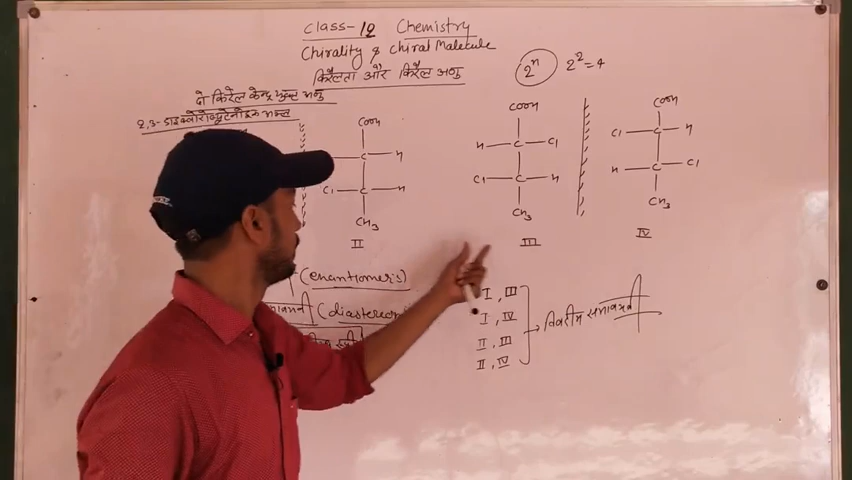 Class-12 Chemistry
Chirality & Chiral Molecule
किरैलता और किरैल अणु
2ⁿ 2²=4
दो किरैल केन्द्र युक्त अणु
2,3-डाइक्लोरोब्यूटेनोइक अम्ल
COOH
C H
Cl C H
CH₃
II
COOH
H C Cl
Cl C H
CH₃
III
COOH
Cl C H
H C Cl
CH₃
IV
(enantiomers)
(diastereom
I, III
I, IV
II, III
II, IV